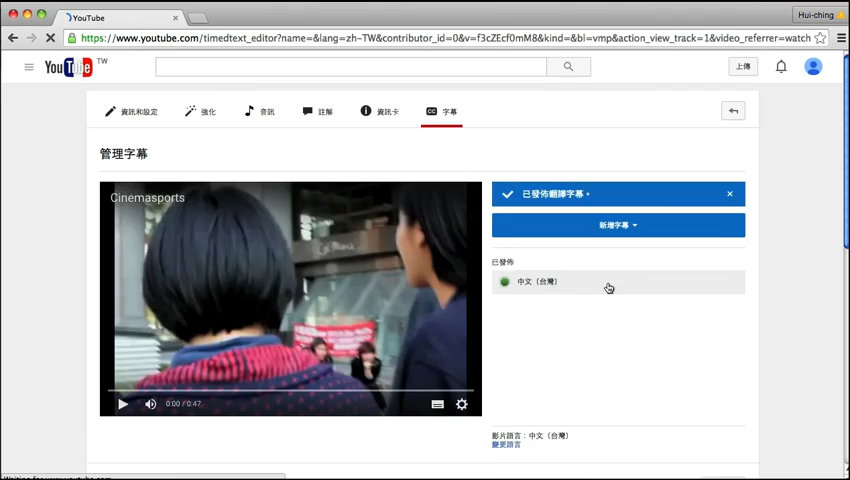 YouTube
Hui-ching
https://www.youtube.com/timedtext_editor?name=&lang=zh-TW&contributor_id=0&v=f3cZEcf0mM8&kind=&bl=vmp&action_view_track=1&video_referrer=watch
YouTube TW
上傳
資訊和設定
強化
音訊
註解
資訊卡
CC 字幕
管理字幕
Cinemasports
已發佈翻譯字幕。
新增字幕
已發佈
中文（台灣）
0:00 / 0:47
影片語言：中文（台灣）
變更語言